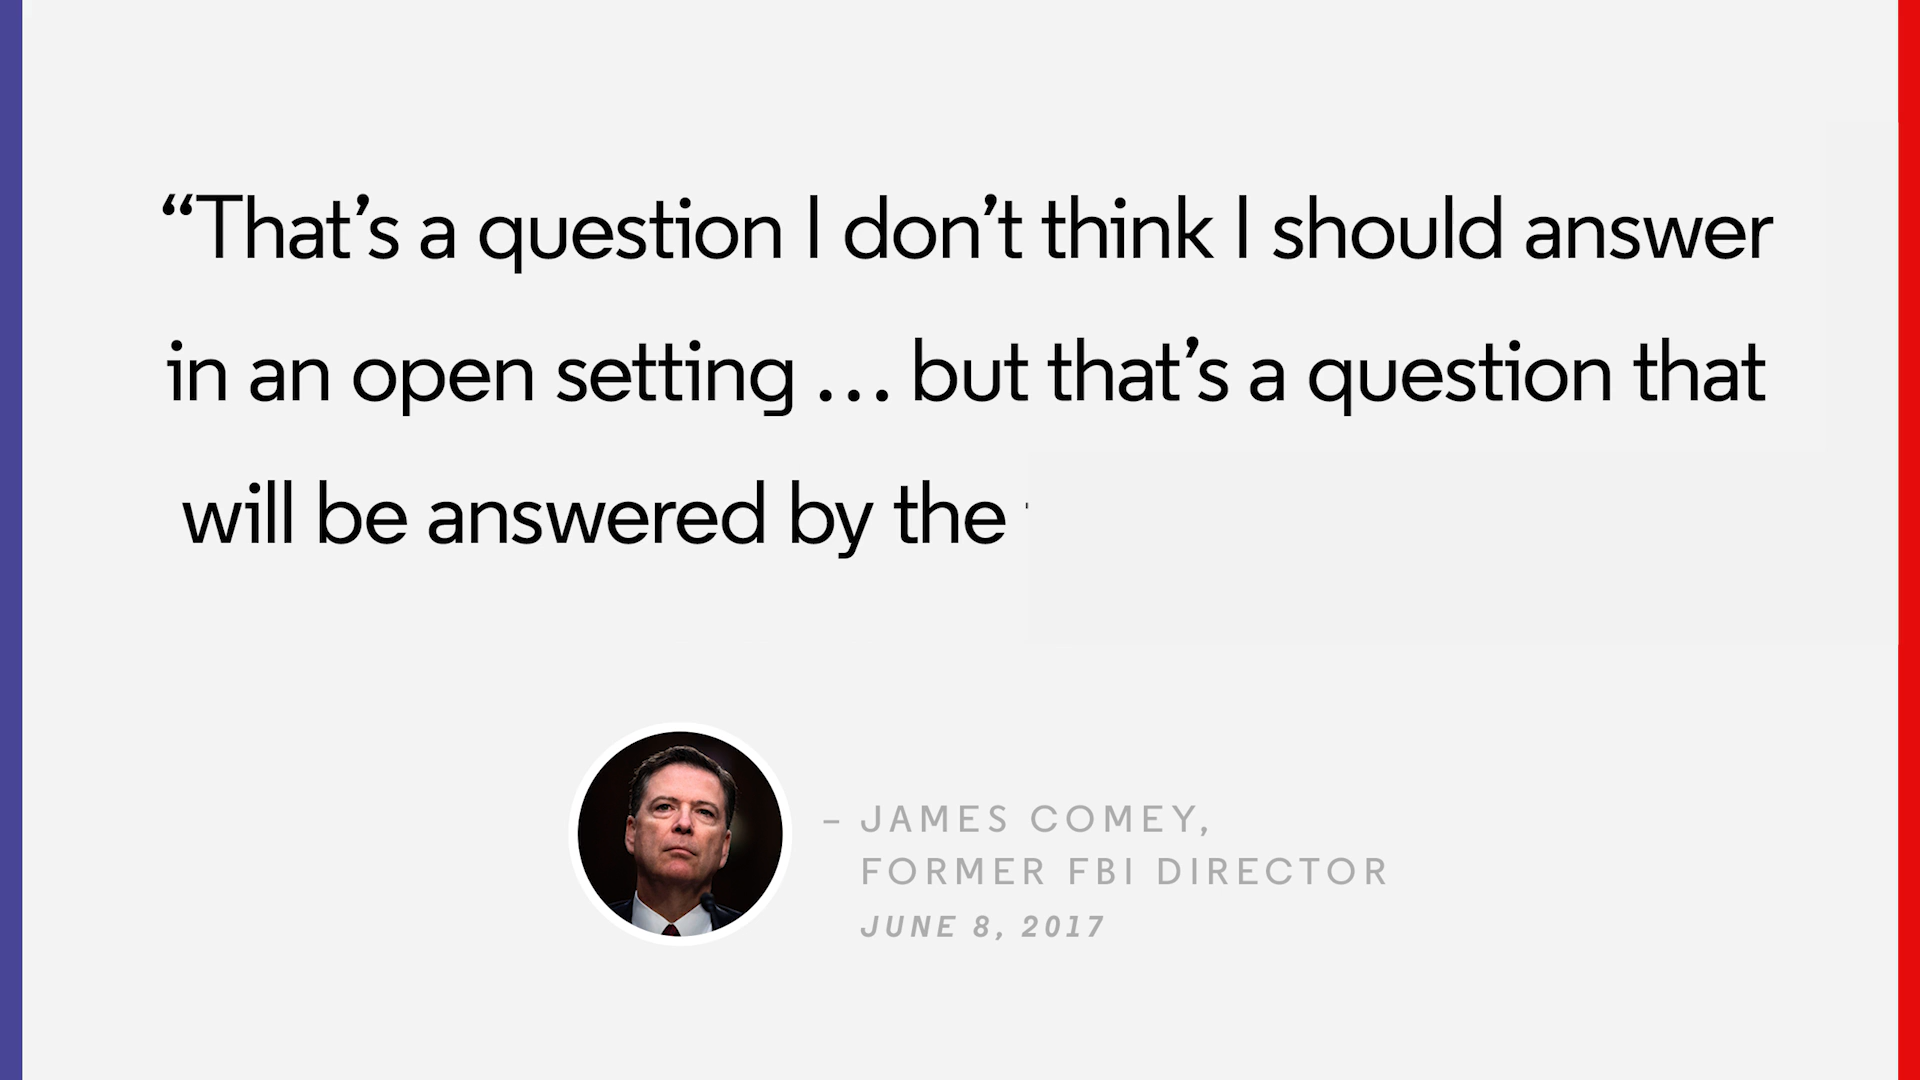 “That’s a question I don’t think I should answer
in an open setting ... but that’s a question that
will be answered by the
– JAMES COMEY,
FORMER FBI DIRECTOR
JUNE 8, 2017